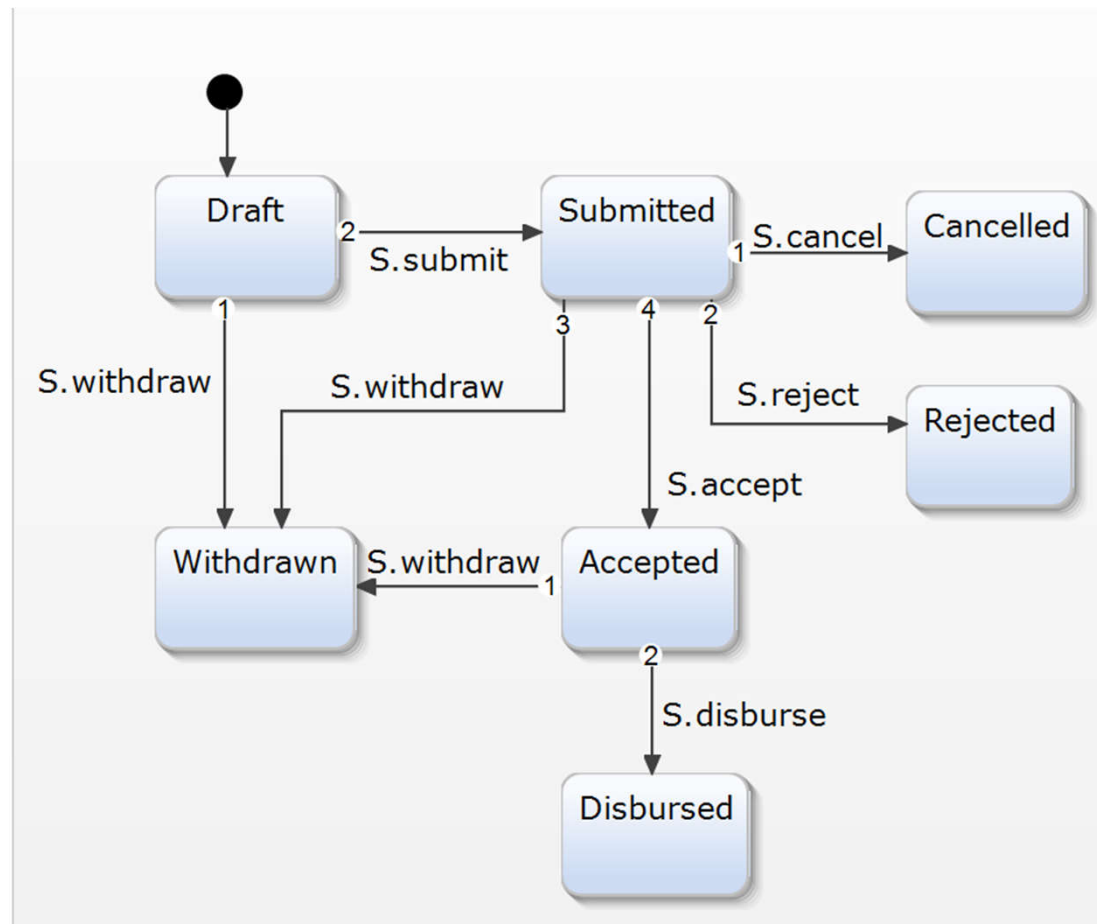 Draft
Submitted
Cancelled
2
S.submit
1
S.cancel
1
3
4
2
S.withdraw
S.withdraw
S.reject
Rejected
S.accept
Withdrawn
S.withdraw
1
Accepted
2
S.disburse
Disbursed